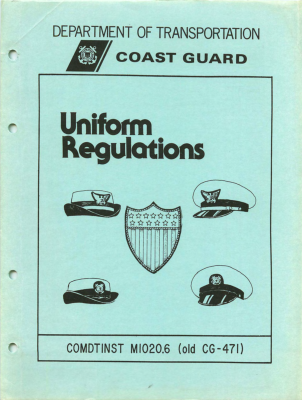 DEPARTMENT OF TRANSPORTATION
COAST GUARD
Uniform
Regulations
COMDTINST M1020.6 (old CG-471)